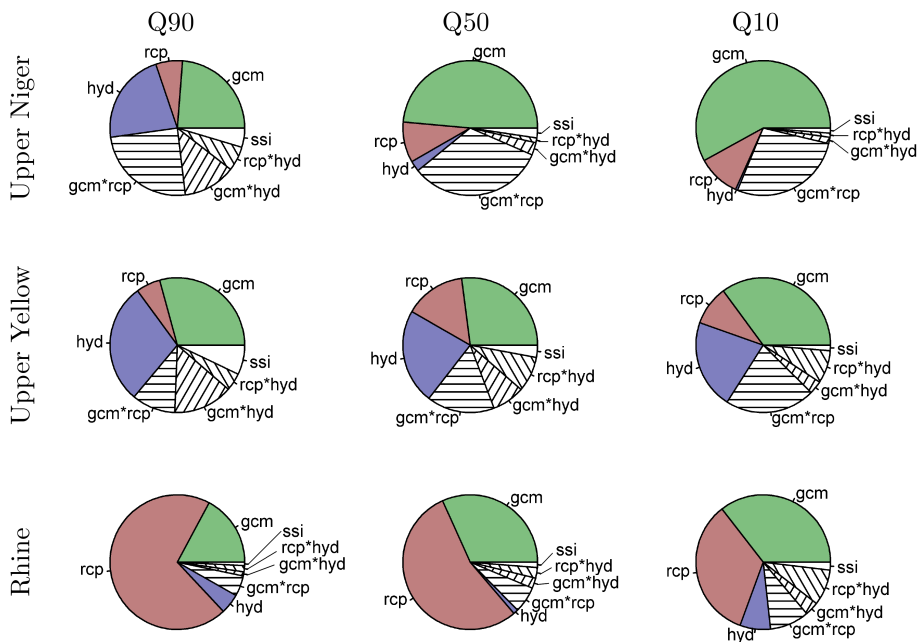 Q90
Q50
Q10
Upper Niger
rcp
gcm
hyd
ssi
rcp*hyd
gcm*hyd
gcm*rcp
gcm
rcp
hyd
ssi
rcp*hyd
gcm*hyd
gcm*rcp
gcm
rcp
hyd
ssi
rcp*hyd
gcm*hyd
gcm*rcp
Upper Yellow
rcp
gcm
hyd
ssi
rcp*hyd
gcm*hyd
gcm*rcp
rcp
gcm
hyd
ssi
rcp*hyd
gcm*hyd
gcm*rcp
rcp
gcm
hyd
ssi
rcp*hyd
gcm*hyd
gcm*rcp
Rhine
gcm
rcp
ssi
rcp*hyd
gcm*hyd
gcm*rcp
hyd
gcm
rcp
ssi
rcp*hyd
gcm*hyd
gcm*rcp
hyd
gcm
rcp
ssi
rcp*hyd
gcm*hyd
gcm*rcp
hyd